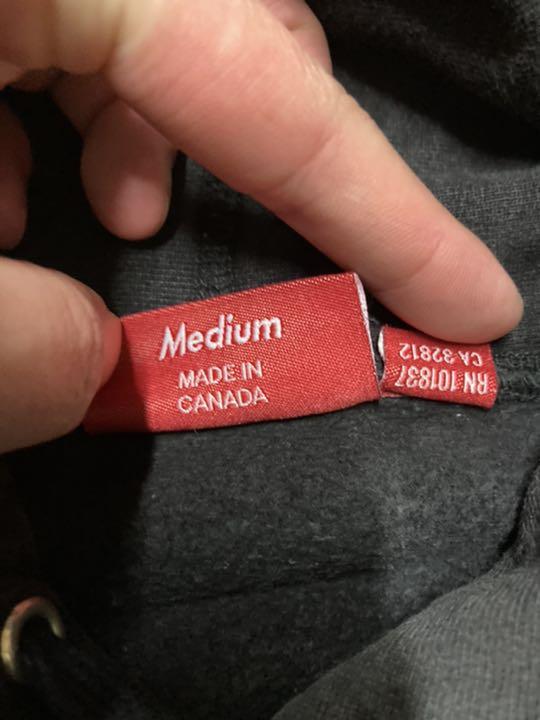 Medium
MADE IN
CANADA
RN 101837
CA 32812